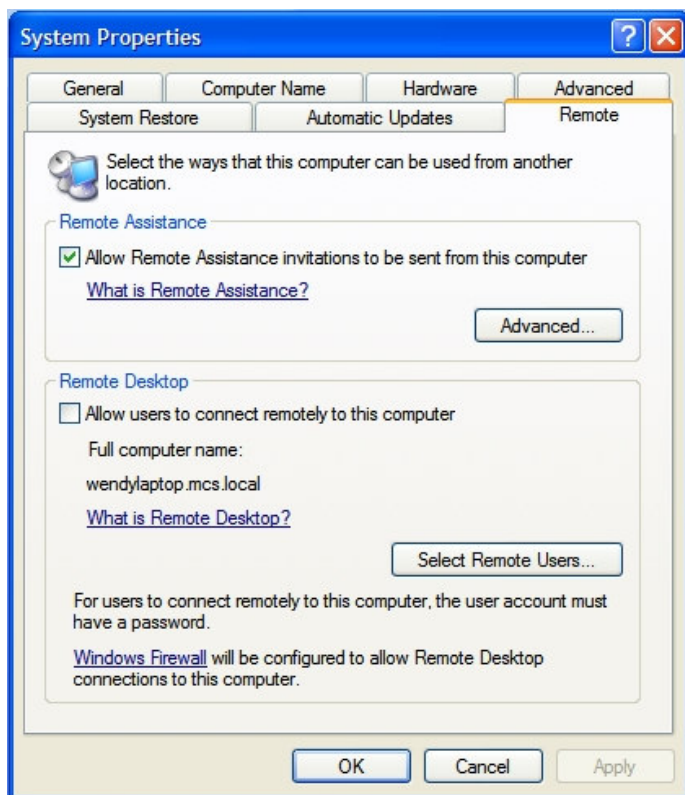 System Properties
General
Computer Name
Hardware
Advanced
System Restore
Automatic Updates
Remote
Select the ways that this computer can be used from another
location.
Remote Assistance
Allow Remote Assistance invitations to be sent from this computer
What is Remote Assistance?
Advanced...
Remote Desktop
Allow users to connect remotely to this computer
Full computer name:
wendylaptop.mcs.local
What is Remote Desktop?
Select Remote Users...
For users to connect remotely to this computer, the user account must
have a password.
Windows Firewall will be configured to allow Remote Desktop
connections to this computer.
OK
Cancel
Apply